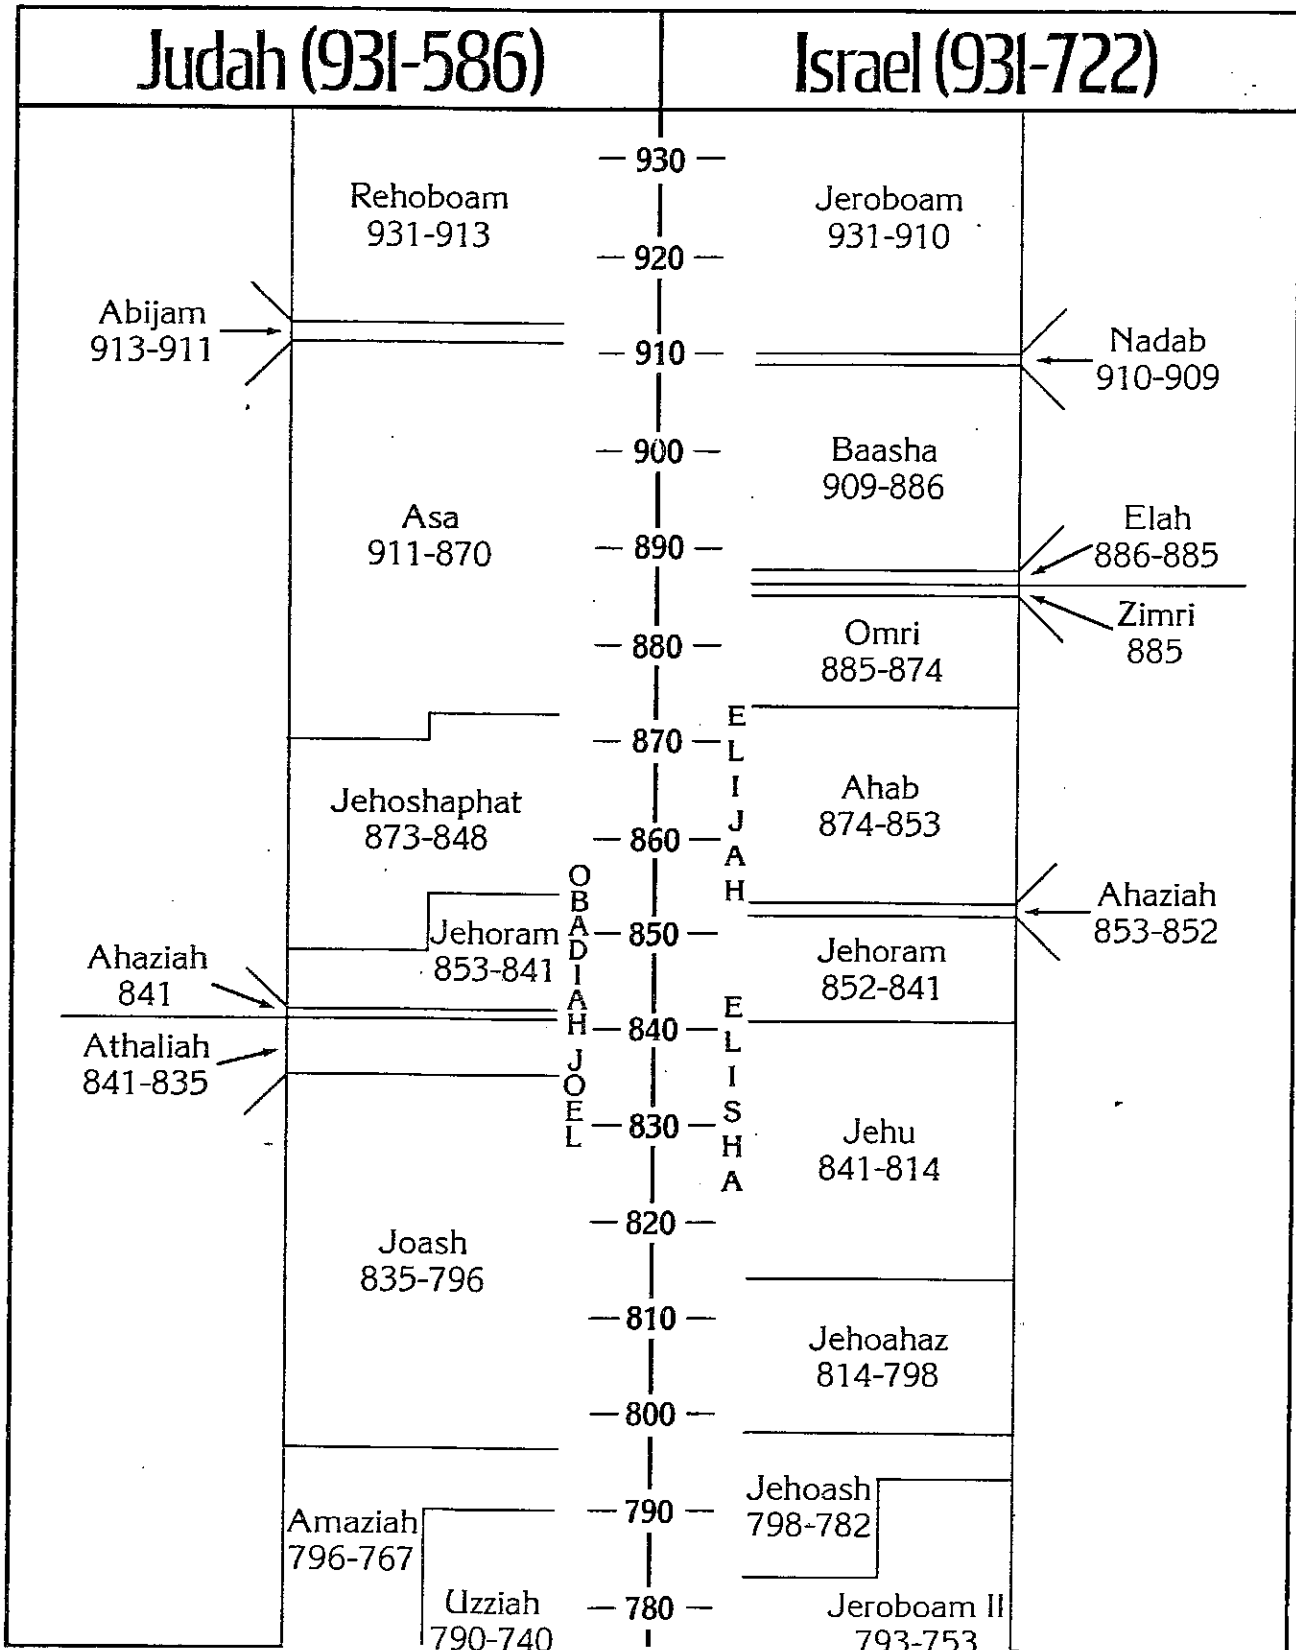 Judah (931-586)
Israel (931-722)
Rehoboam
931-913
Abijam
913-911
Asa
911-870
Jehoshaphat
873-848
Jehoram
853-841
Ahaziah
841
Athaliah
841-835
Joash
835-796
Amaziah
796-767
Uzziah
790-740
OBADIAH
JOEL
930
920
910
900
890
880
870
860
850
840
830
820
810
800
790
780
ELIJAH
ELISHA
Jeroboam
931-910
Nadab
910-909
Baasha
909-886
Elah
886-885
Zimri
885
Omri
885-874
Ahab
874-853
Ahaziah
853-852
Jehoram
852-841
Jehu
841-814
Jehoahaz
814-798
Jehoash
798-782
Jeroboam II
793-753